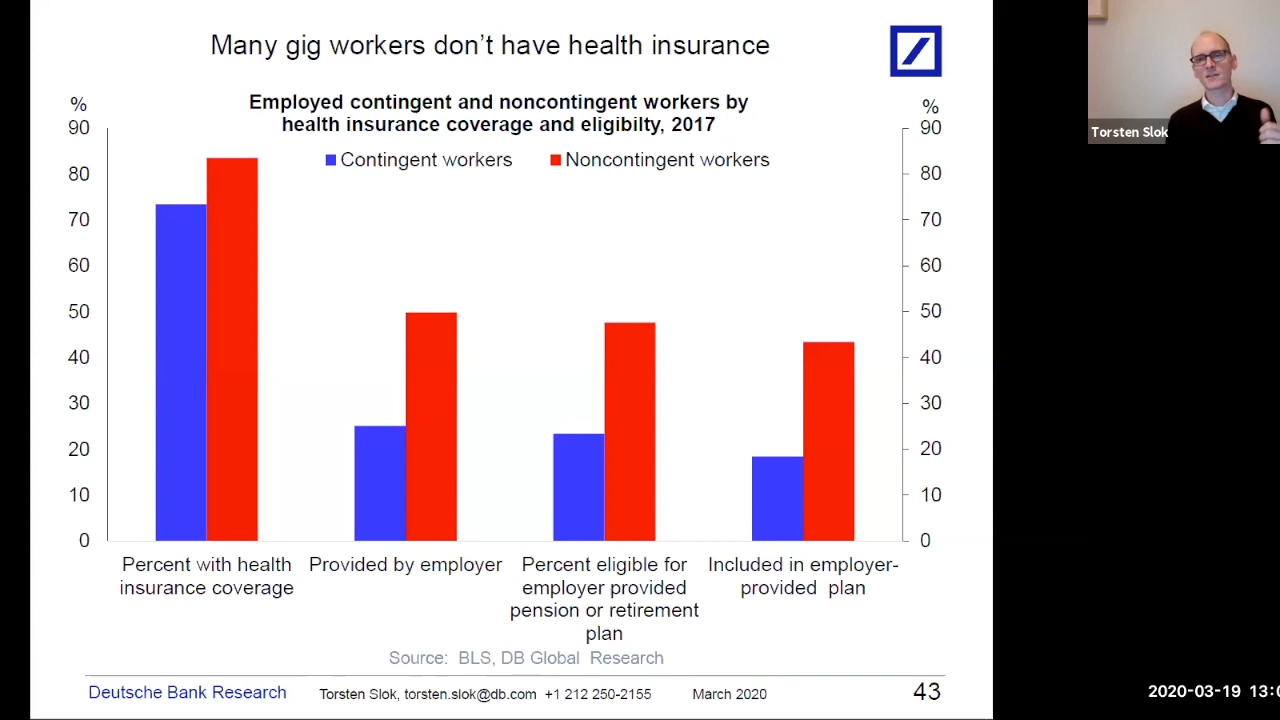 Many gig workers don't have health insurance
Torsten Slok
Employed contingent and noncontingent workers by
health insurance coverage and eligibilty, 2017
Contingent workers
Noncontingent workers
%
90
80
70
60
50
40
30
20
10
0
%
90
80
70
60
50
40
30
20
10
0
Percent with health
insurance coverage
Provided by employer
Percent eligible for
employer provided
pension or retirement
plan
Included in employer-
provided plan
Source: BLS, DB Global Research
Deutsche Bank Research
Torsten Slok, torsten.slok@db.com +1 212 250-2155
March 2020
43
2020-03-19